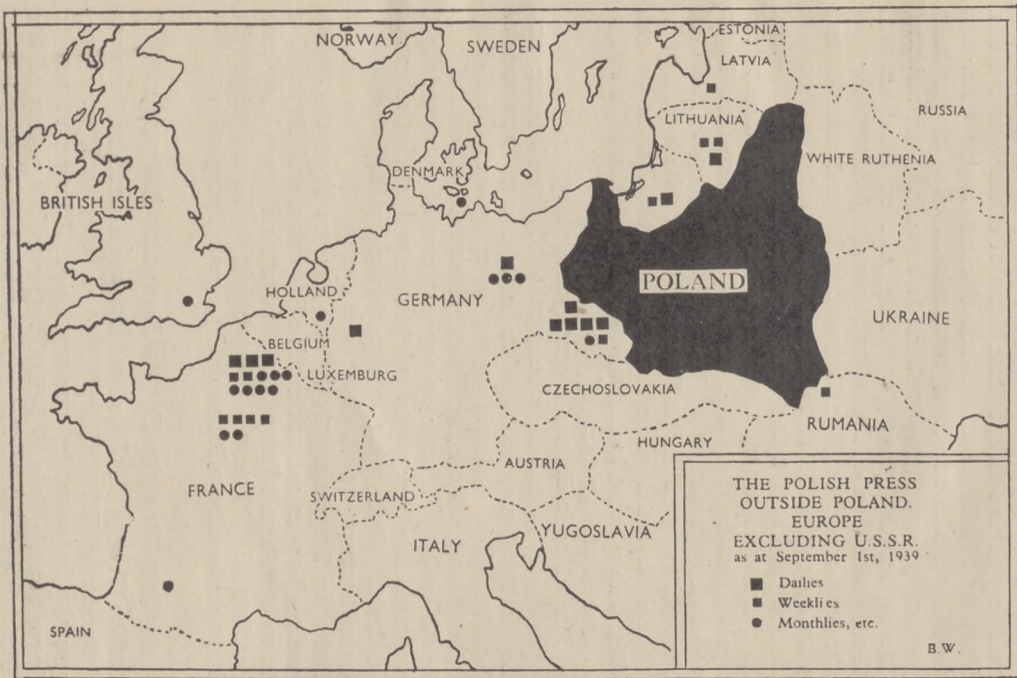 NORWAY
SWEDEN
ESTONIA
LATVIA
LITHUANIA
RUSSIA
WHITE RUTHENIA
DENMARK
BRITISH ISLES
HOLLAND
GERMANY
POLAND
UKRAINE
BELGIUM
LUXEMBURG
CZECHOSLOVAKIA
RUMANIA
HUNGARY
AUSTRIA
FRANCE
SWITZERLAND
ITALY
YUGOSLAVIA
SPAIN
THE POLISH PRESS
OUTSIDE POLAND.
EUROPE
EXCLUDING U.S.S.R.
as at September 1st, 1939
Dailies
Weeklies
Monthlies, etc.
B.W.